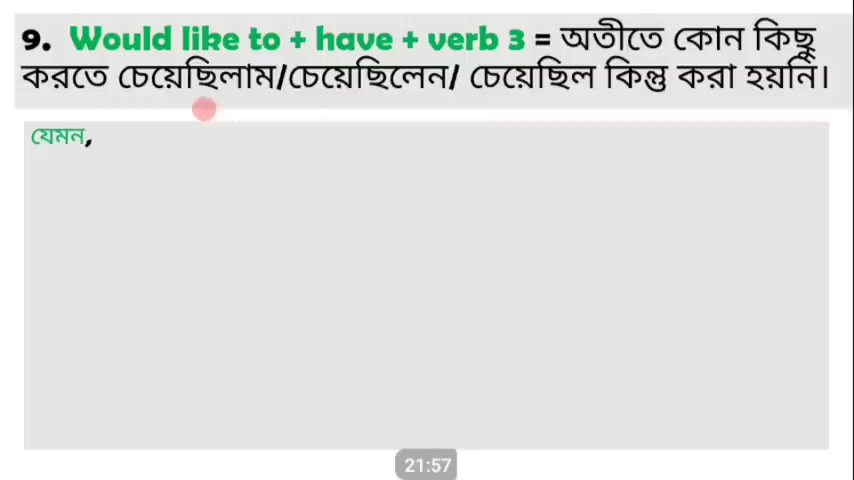 9. Would like to + have + verb 3 = অতীতে কোন কিছু
করতে চেয়েছিলাম/চেয়েছিলেন/ চেয়েছিল কিন্তু করা হয়নি।
যেমন,
21:57